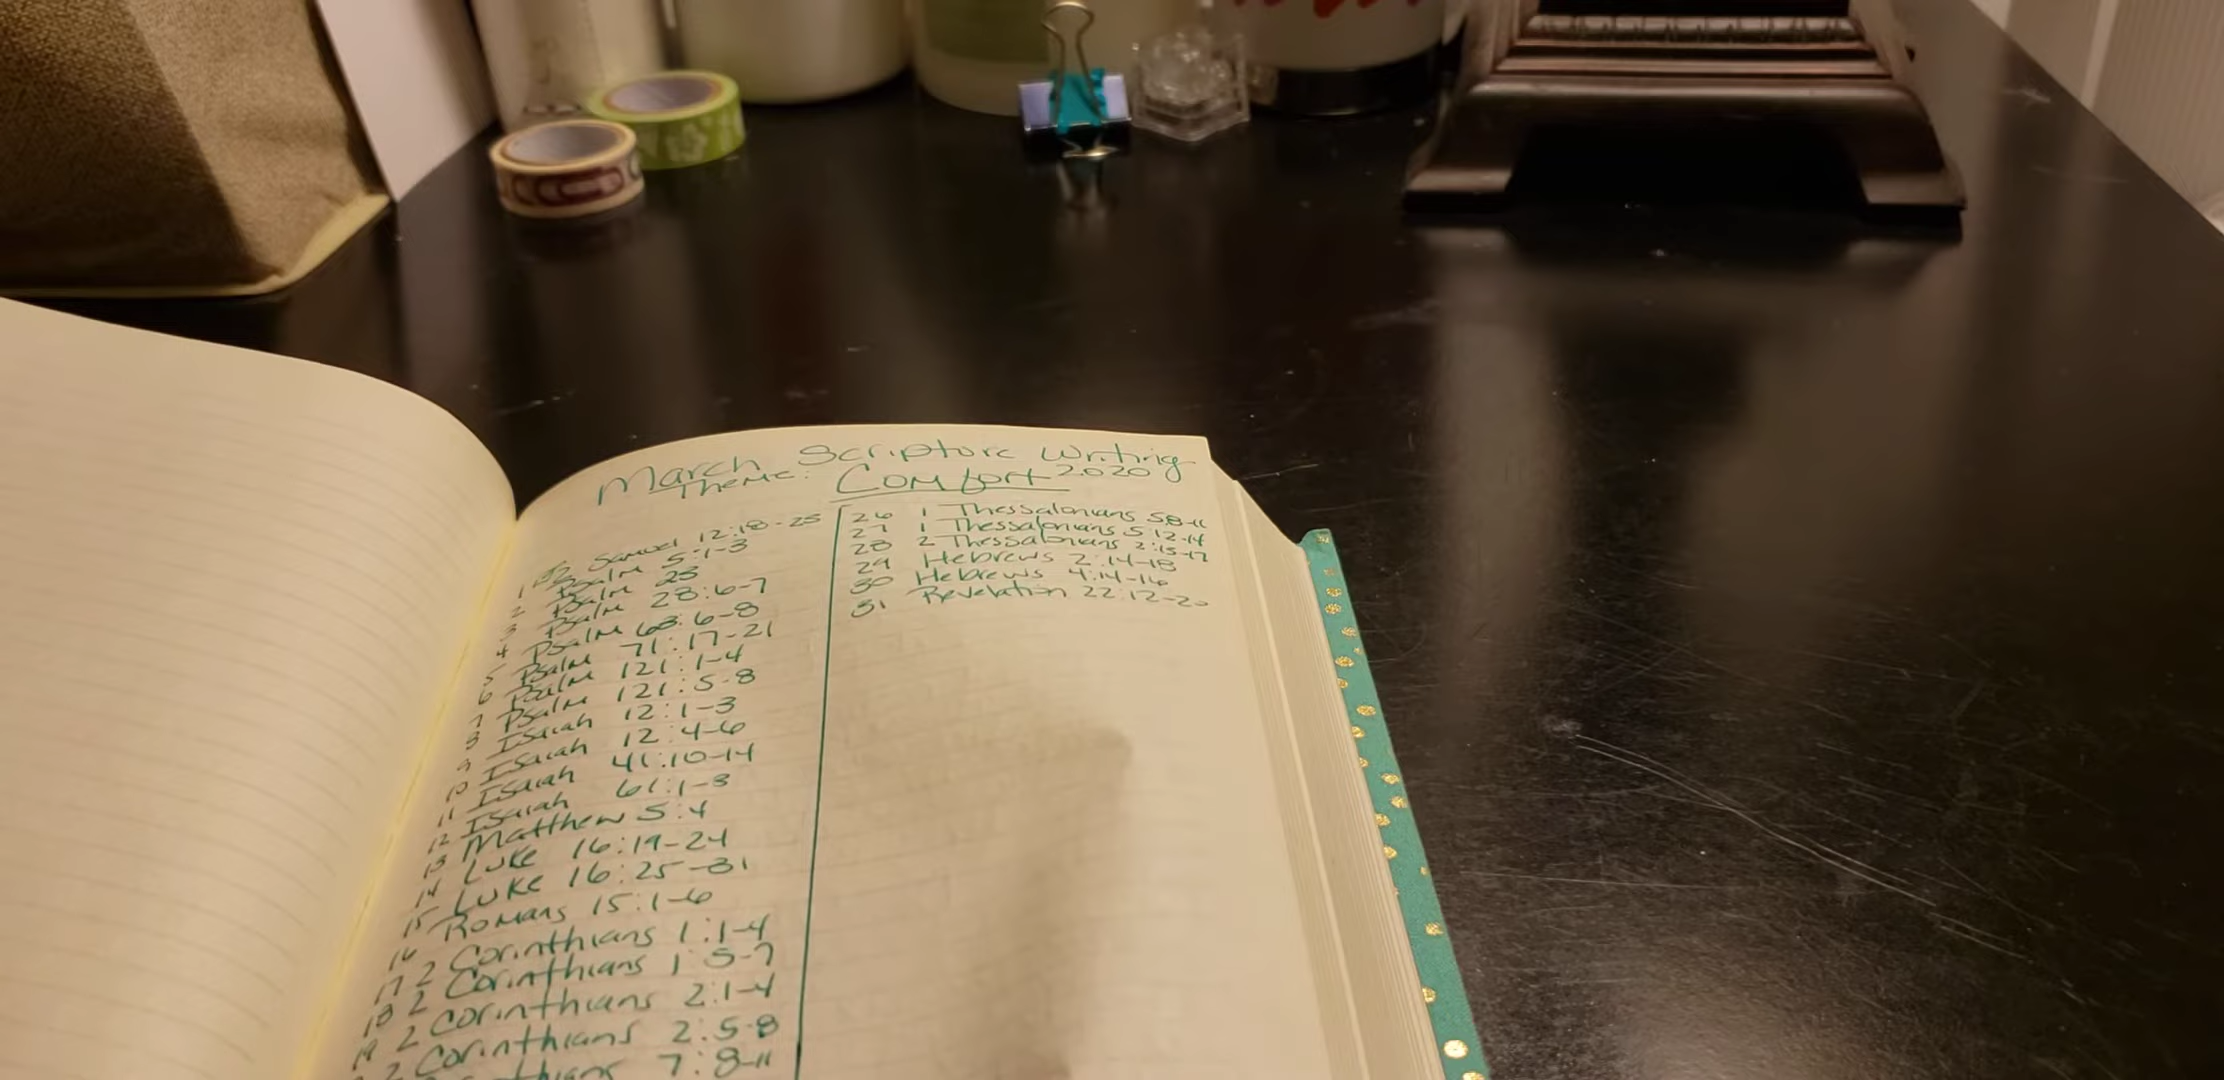 March Scripture Writing
Theme: Comfort 2020
1 2 Samuel 12:18-23
2 Psalm 5:1-3
3 Psalm 23
4 Psalm 28:6-7
5 Psalm 63:6-8
6 Psalm 71:17-21
7 Psalm 121:1-4
8 Psalm 121:5-8
9 Isaiah 12:1-3
10 Isaiah 12:4-6
11 Isaiah 41:10-14
12 Isaiah 61:1-3
13 Matthew 5:4
14 Luke 16:19-24
15 Luke 16:25-31
16 Romans 15:1-6
17 2 Corinthians 1:1-4
18 2 Corinthians 1:5-7
19 2 Corinthians 2:1-4
2 Corinthians 2:5-8
7:8-11
26 1 Thessalonians 5:8-11
27 1 Thessalonians 5:12-14
28 2 Thessalonians 2:15-17
29 Hebrews 2:14-18
30 Hebrews 4:14-16
31 Revelation 22:12-20